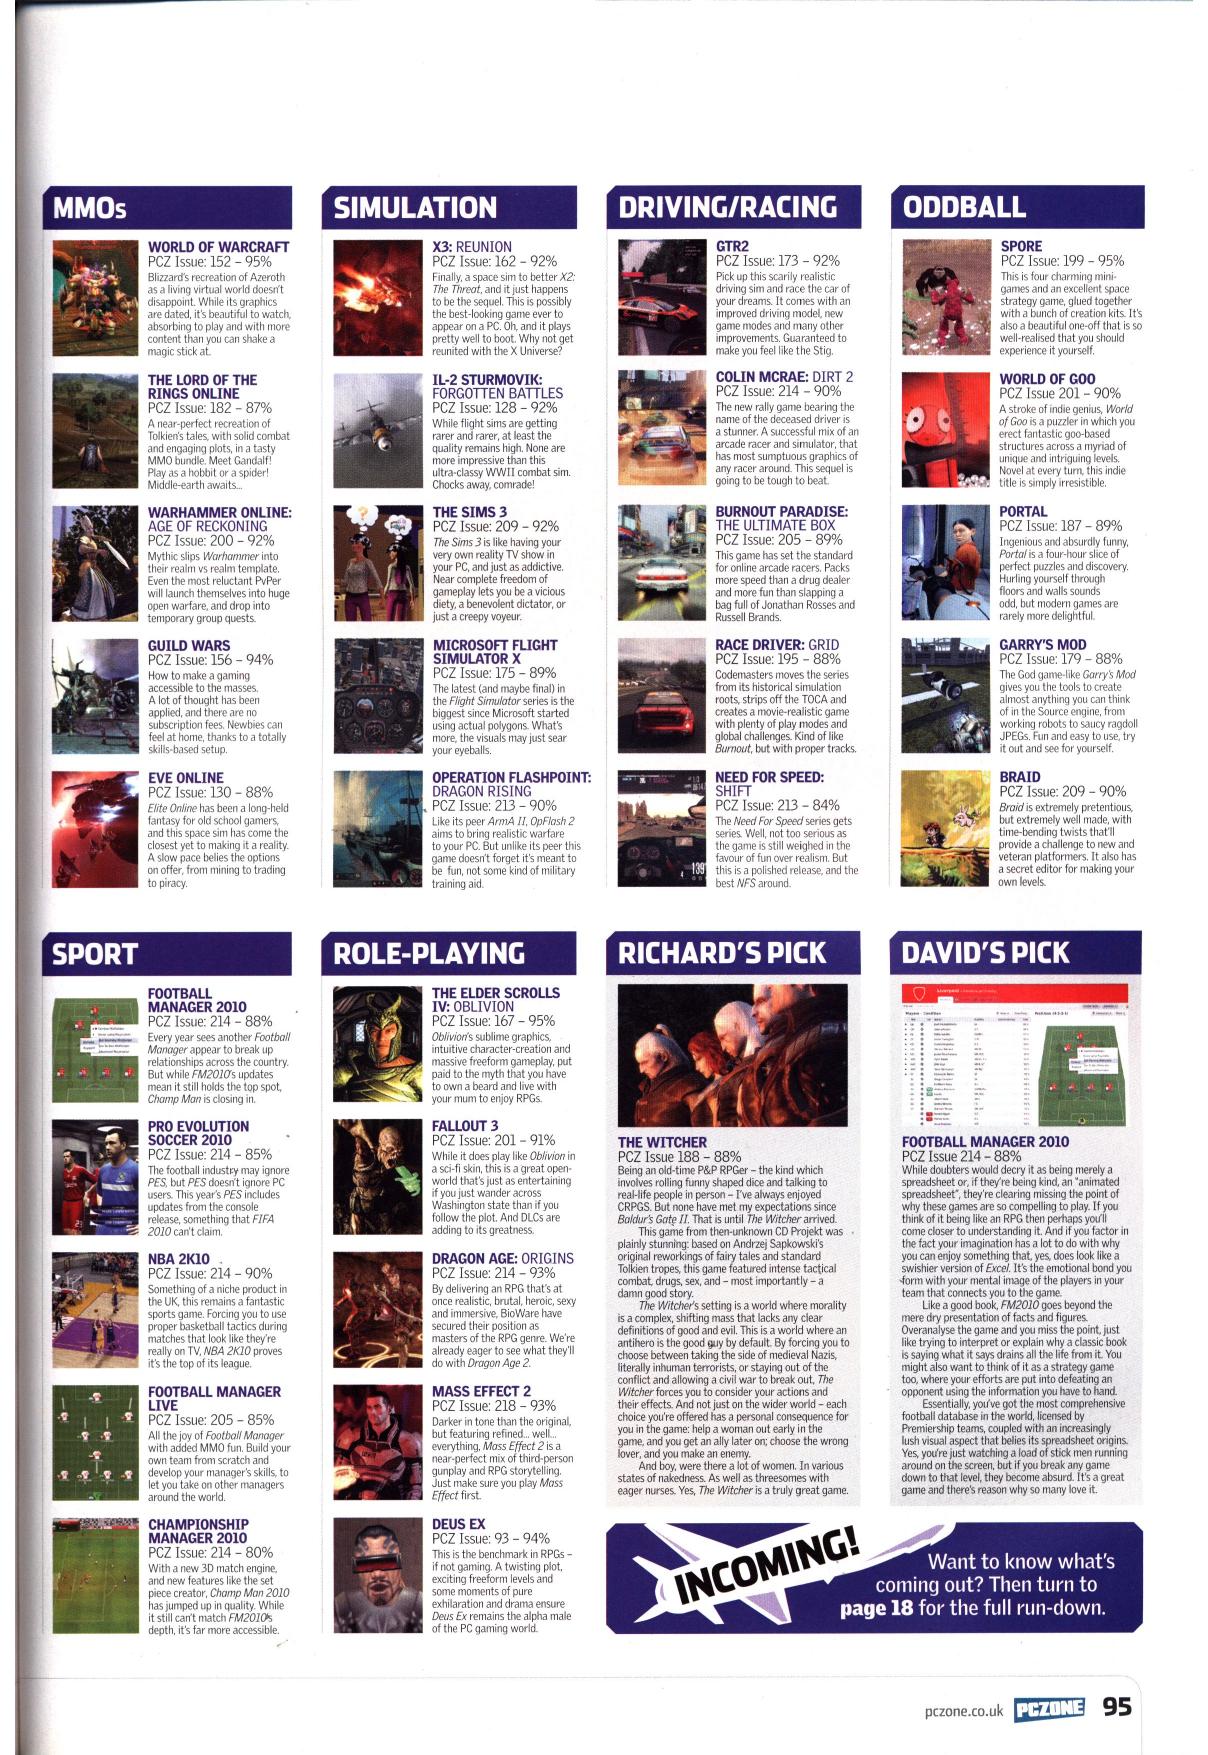 MMOs
WORLD OF WARCRAFT
PCZ Issue: 152 – 95%
Blizzard's recreation of Azeroth
as a living virtual world doesn't
disappoint. While its graphics
are dated, it's beautiful to watch,
absorbing to play and with more
content than you can shake a
magic stick at.
THE LORD OF THE
RINGS ONLINE
PCZ Issue: 182 – 87%
A near-perfect recreation of
Tolkien's tales, with solid combat
and engaging plots, in a tasty
MMO bundle. Meet Gandalf!
Play as a hobbit or a spider!
Middle-earth awaits...
WARHAMMER ONLINE:
AGE OF RECKONING
PCZ Issue: 200 – 92%
Mythic slips Warhammer into
their realm vs realm template.
Even the most reluctant PvPer
will launch themselves into huge
open warfare, and drop into
temporary group quests.
GUILD WARS
PCZ Issue: 156 – 94%
How to make a gaming
accessible to the masses.
A lot of thought has been
applied, and there are no
subscription fees. Newbies can
feel at home, thanks to a totally
skills-based setup.
EVE ONLINE
PCZ Issue: 130 – 88%
Elite Online has been a long-held
fantasy for old school gamers,
and this space sim has come the
closest yet to making it a reality.
A slow pace belies the options
on offer, from mining to trading
to piracy.
SIMULATION
X3: REUNION
PCZ Issue: 162 – 92%
Finally, a space sim to better X2:
The Threat, and it just happens
to be the sequel. This is possibly
the best-looking game ever to
appear on a PC. Oh, and it plays
pretty well to boot. Why not get
reunited with the X Universe?
IL-2 STURMOVIK:
FORGOTTEN BATTLES
PCZ Issue: 128 – 92%
While flight sims are getting
rarer and rarer, at least the
quality remains high. None are
more impressive than this
ultra-classy WWII combat sim.
Chocks away, comrade!
THE SIMS 3
PCZ Issue: 209 – 92%
The Sims 3 is like having your
very own reality TV show in
your PC, and just as addictive.
Near complete freedom of
gameplay lets you be a vicious
diety, a benevolent dictator, or
just a creepy voyeur.
MICROSOFT FLIGHT
SIMULATOR X
PCZ Issue: 175 – 89%
The latest (and maybe final) in
the Flight Simulator series is the
biggest since Microsoft started
using actual polygons. What's
more, the visuals may just sear
your eyeballs.
OPERATION FLASHPOINT:
DRAGON RISING
PCZ Issue: 213 – 90%
Like its peer ArmA II, OpFlash 2
aims to bring realistic warfare
to your PC. But unlike its peer this
game doesn't forget it's meant to
be fun, not some kind of military
training aid.
DRIVING/RACING
GTR2
PCZ Issue: 173 – 92%
Pick up this scarily realistic
driving sim and race the car of
your dreams. It comes with an
improved driving model, new
game modes and many other
improvements. Guaranteed to
make you feel like the Stig.
COLIN MCRAE: DIRT 2
PCZ Issue: 214 – 90%
The new rally game bearing the
name of the deceased driver is
a stunner. A successful mix of an
arcade racer and simulator, that
has most sumptuous graphics of
any racer around. This sequel is
going to be tough to beat.
BURNOUT PARADISE:
THE ULTIMATE BOX
PCZ Issue: 205 – 89%
This game has set the standard
for online arcade racers. Packs
more speed than a drug dealer
and more fun than slapping a
bag full of Jonathan Rosses and
Russell Brands.
RACE DRIVER: GRID
PCZ Issue: 195 – 88%
Codemasters moves the series
from its historical simulation
roots, strips off the TOCA and
creates a movie-realistic game
with plenty of play modes and
global challenges. Kind of like
Burnout, but with proper tracks.
NEED FOR SPEED:
SHIFT
PCZ Issue: 213 – 84%
The Need For Speed series gets
series. Well, not too serious as
the game is still weighed in the
favour of fun over realism. But
this is a polished release, and the
best NFS around.
139
ODDBALL
SPORE
PCZ Issue: 199 – 95%
This is four charming mini-
games and an excellent space
strategy game, glued together
with a bunch of creation kits. It's
also a beautiful one-off that is so
well-realised that you should
experience it yourself.
WORLD OF GOO
PCZ Issue 201 – 90%
A stroke of indie genius, World
of Goo is a puzzler in which you
erect fantastic goo-based
structures across a myriad of
unique and intriguing levels.
Novel at every turn, this indie
title is simply irresistible.
PORTAL
PCZ Issue: 187 – 89%
Ingenious and absurdly funny,
Portal is a four-hour slice of
perfect puzzles and discovery.
Hurling yourself through
floors and walls sounds
odd, but modern games are
rarely more delightful.
GARRY'S MOD
PCZ Issue: 179 – 88%
The God game-like Garry's Mod
gives you the tools to create
almost anything you can think
of in the Source engine, from
working robots to saucy ragdoll
JPEGs. Fun and easy to use, try
it out and see for yourself.
BRAID
PCZ Issue: 209 – 90%
Braid is extremely pretentious,
but extremely well made, with
time-bending twists that'll
provide a challenge to new and
veteran platformers. It also has
a secret editor for making your
own levels.
SPORT
FOOTBALL
MANAGER 2010
PCZ Issue: 214 – 88%
Every year sees another Football
Manager appear to break up
relationships across the country.
But while FM2010's updates
mean it still holds the top spot,
Champ Man is closing in.
PRO EVOLUTION
SOCCER 2010
PCZ Issue: 214 – 85%
The football industry may ignore
PES, but PES doesn't ignore PC
users. This year's PES includes
updates from the console
release, something that FIFA
2010 can't claim.
NBA 2K10
PCZ Issue: 214 – 90%
Something of a niche product in
the UK, this remains a fantastic
sports game. Forcing you to use
proper basketball tactics during
matches that look like they're
really on TV, NBA 2K10 proves
it's the top of its league.
FOOTBALL MANAGER
LIVE
PCZ Issue: 205 – 85%
All the joy of Football Manager
with added MMO fun. Build your
own team from scratch and
develop your manager's skills, to
let you take on other managers
around the world.
CHAMPIONSHIP
MANAGER 2010
PCZ Issue: 214 – 80%
With a new 3D match engine,
and new features like the set
piece creator, Champ Man 2010
has jumped up in quality. While
it still can't match FM2010's
depth, it's far more accessible.
ROLE-PLAYING
THE ELDER SCROLLS
IV: OBLIVION
PCZ Issue: 167 – 95%
Oblivion's sublime graphics,
intuitive character-creation and
massive freeform gameplay, put
paid to the myth that you have
to own a beard and live with
your mum to enjoy RPGs.
FALLOUT 3
PCZ Issue: 201 – 91%
While it does play like Oblivion in
a sci-fi skin, this is a great open-
world that's just as entertaining
if you just wander across
Washington state than if you
follow the plot. And DLCs are
adding to its greatness.
DRAGON AGE: ORIGINS
PCZ Issue: 214 – 93%
By delivering an RPG that's at
once realistic, brutal, heroic, sexy
and immersive, BioWare have
secured their position as
masters of the RPG genre. We're
already eager to see what they'll
do with Dragon Age 2.
MASS EFFECT 2
PCZ Issue: 218 – 93%
Darker in tone than the original,
but featuring refined... well...
everything, Mass Effect 2 is a
near-perfect mix of third-person
gunplay and RPG storytelling.
Just make sure you play Mass
Effect first.
DEUS EX
PCZ Issue: 93 – 94%
This is the benchmark in RPGs –
if not gaming. A twisting plot,
exciting freeform levels and
some moments of pure
exhilaration and drama ensure
Deus Ex remains the alpha male
of the PC gaming world.
RICHARD'S PICK
THE WITCHER
PCZ Issue 188 – 88%
Being an old-time P&P RPGer – the kind which
involves rolling funny shaped dice and talking to
real-life people in person – I've always enjoyed
CRPGS. But none have met my expectations since
Baldur's Gate II. That is until The Witcher arrived.
This game from then-unknown CD Projekt was
plainly stunning: based on Andrzej Sapkowski's
original reworkings of fairy tales and standard
Tolkien tropes, this game featured intense tactical
combat, drugs, sex, and – most importantly – a
damn good story.
The Witcher's setting is a world where morality
is a complex, shifting mass that lacks any clear
definitions of good and evil. This is a world where an
antihero is the good guy by default. By forcing you to
choose between taking the side of medieval Nazis,
literally inhuman terrorists, or staying out of the
conflict and allowing a civil war to break out, The
Witcher forces you to consider your actions and
their effects. And not just on the wider world – each
choice you're offered has a personal consequence for
you in the game: help a woman out early in the
game, and you get an ally later on; choose the wrong
lover, and you make an enemy.
And boy, were there a lot of women. In various
states of nakedness. As well as threesomes with
eager nurses. Yes, The Witcher is a truly great game.
DAVID'S PICK
FOOTBALL MANAGER 2010
PCZ Issue 214 – 88%
While doubters would decry it as being merely a
spreadsheet or, if they're being kind, an "animated
spreadsheet", they're clearing missing the point of
why these games are so compelling to play. If you
think of it being like an RPG then perhaps you'll
come closer to understanding it. And if you factor in
the fact your imagination has a lot to do with why
you can enjoy something that, yes, does look like a
swishier version of Excel. It's the emotional bond you
form with your mental image of the players in your
team that connects you to the game.
Like a good book, FM2010 goes beyond the
mere dry presentation of facts and figures.
Overanalyse the game and you miss the point, just
like trying to interpret or explain why a classic book
is saying what it says drains all the life from it. You
might also want to think of it as a strategy game
too, where your efforts are put into defeating an
opponent using the information you have to hand.
Essentially, you've got the most comprehensive
football database in the world, licensed by
Premiership teams, coupled with an increasingly
lush visual aspect that belies its spreadsheet origins.
Yes, you're just watching a load of stick men running
around on the screen, but if you break any game
down to that level, they become absurd. It's a great
game and there's reason why so many love it.
INCOMING!
Want to know what's
coming out? Then turn to
page 18 for the full run-down.
pczone.co.uk PCZONE 95